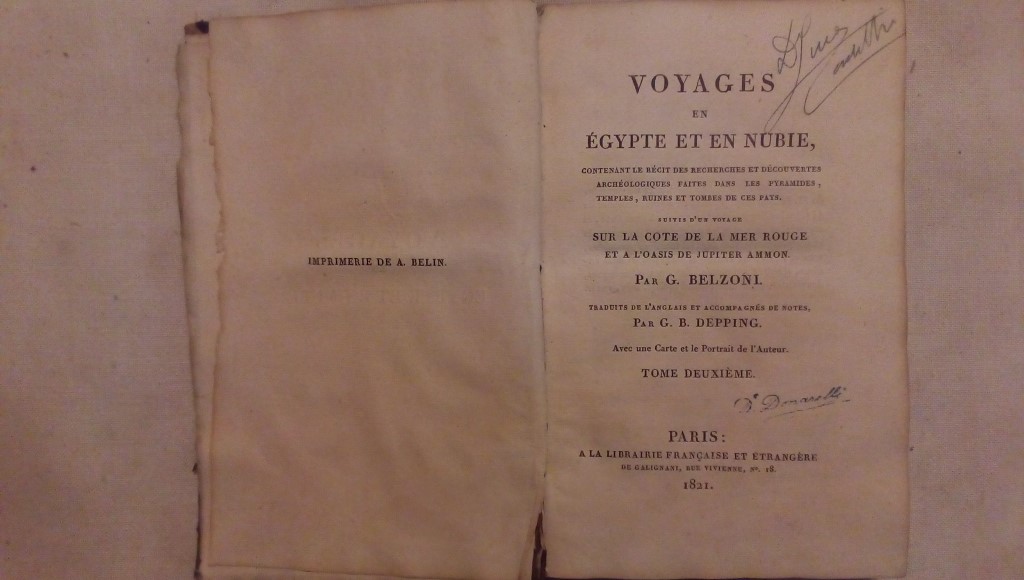 IMPRIMERIE DE A. BELIN.
VOYAGES
EN
ÉGYPTE ET EN NUBIE,
CONTENANT LE RÉCIT DES RECHERCHES ET DÉCOUVERTES
ARCHÉOLOGIQUES FAITES DANS LES PYRAMIDES,
TEMPLES, RUINES ET TOMBES DE CES PAYS.
SUIVIS D'UN VOYAGE
SUR LA COTE DE LA MER ROUGE
ET A L'OASIS DE JUPITER AMMON.
PAR G. BELZONI.
TRADUITS DE L'ANGLAIS ET ACCOMPAGNÉS DE NOTES,
PAR G. B. DEPPING.
Avec une Carte et le Portrait de l'Auteur.
TOME DEUXIÈME.
PARIS:
A LA LIBRAIRIE FRANÇAISE ET ÉTRANGÈRE
DE GALIGNANI, RUE VIVIENNE, No. 18.
1821.